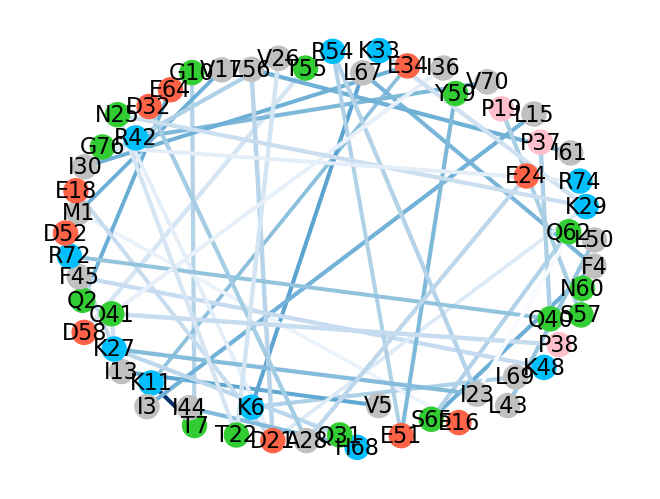 R54
K33
V26
G10
V17
L56
T55
L67
E34
I36
V70
E64
Y59
D32
P19
L15
N25
R42
P37
G76
I61
I30
E24
R74
E18
K29
M1
D52
Q62
L50
R72
F4
F45
N60
Q2
Q41
S57
Q40
D58
P38
K27
K48
I13
L69
K11
I23
I3
I44
K6
V5
L43
T7
S65
E16
T22
D21
A28
Q31
E51
H68